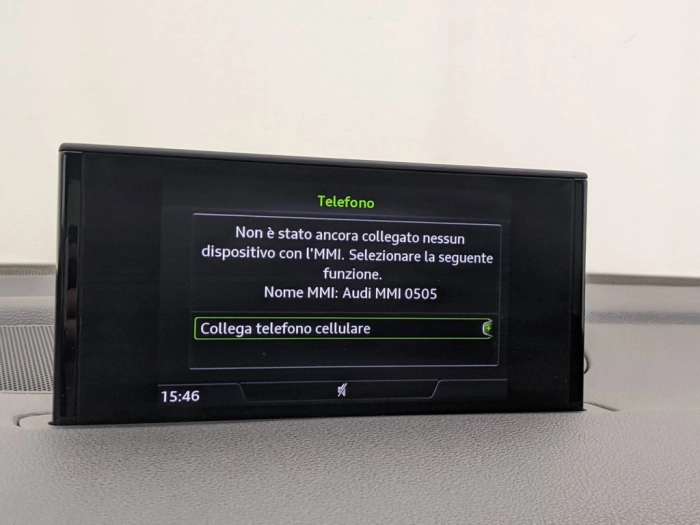 Telefono
Non è stato ancora collegato nessun
dispositivo con l'MMI. Selezionare la seguente
funzione.
Nome MMI: Audi MMI 0505
Collega telefono cellulare
15:46